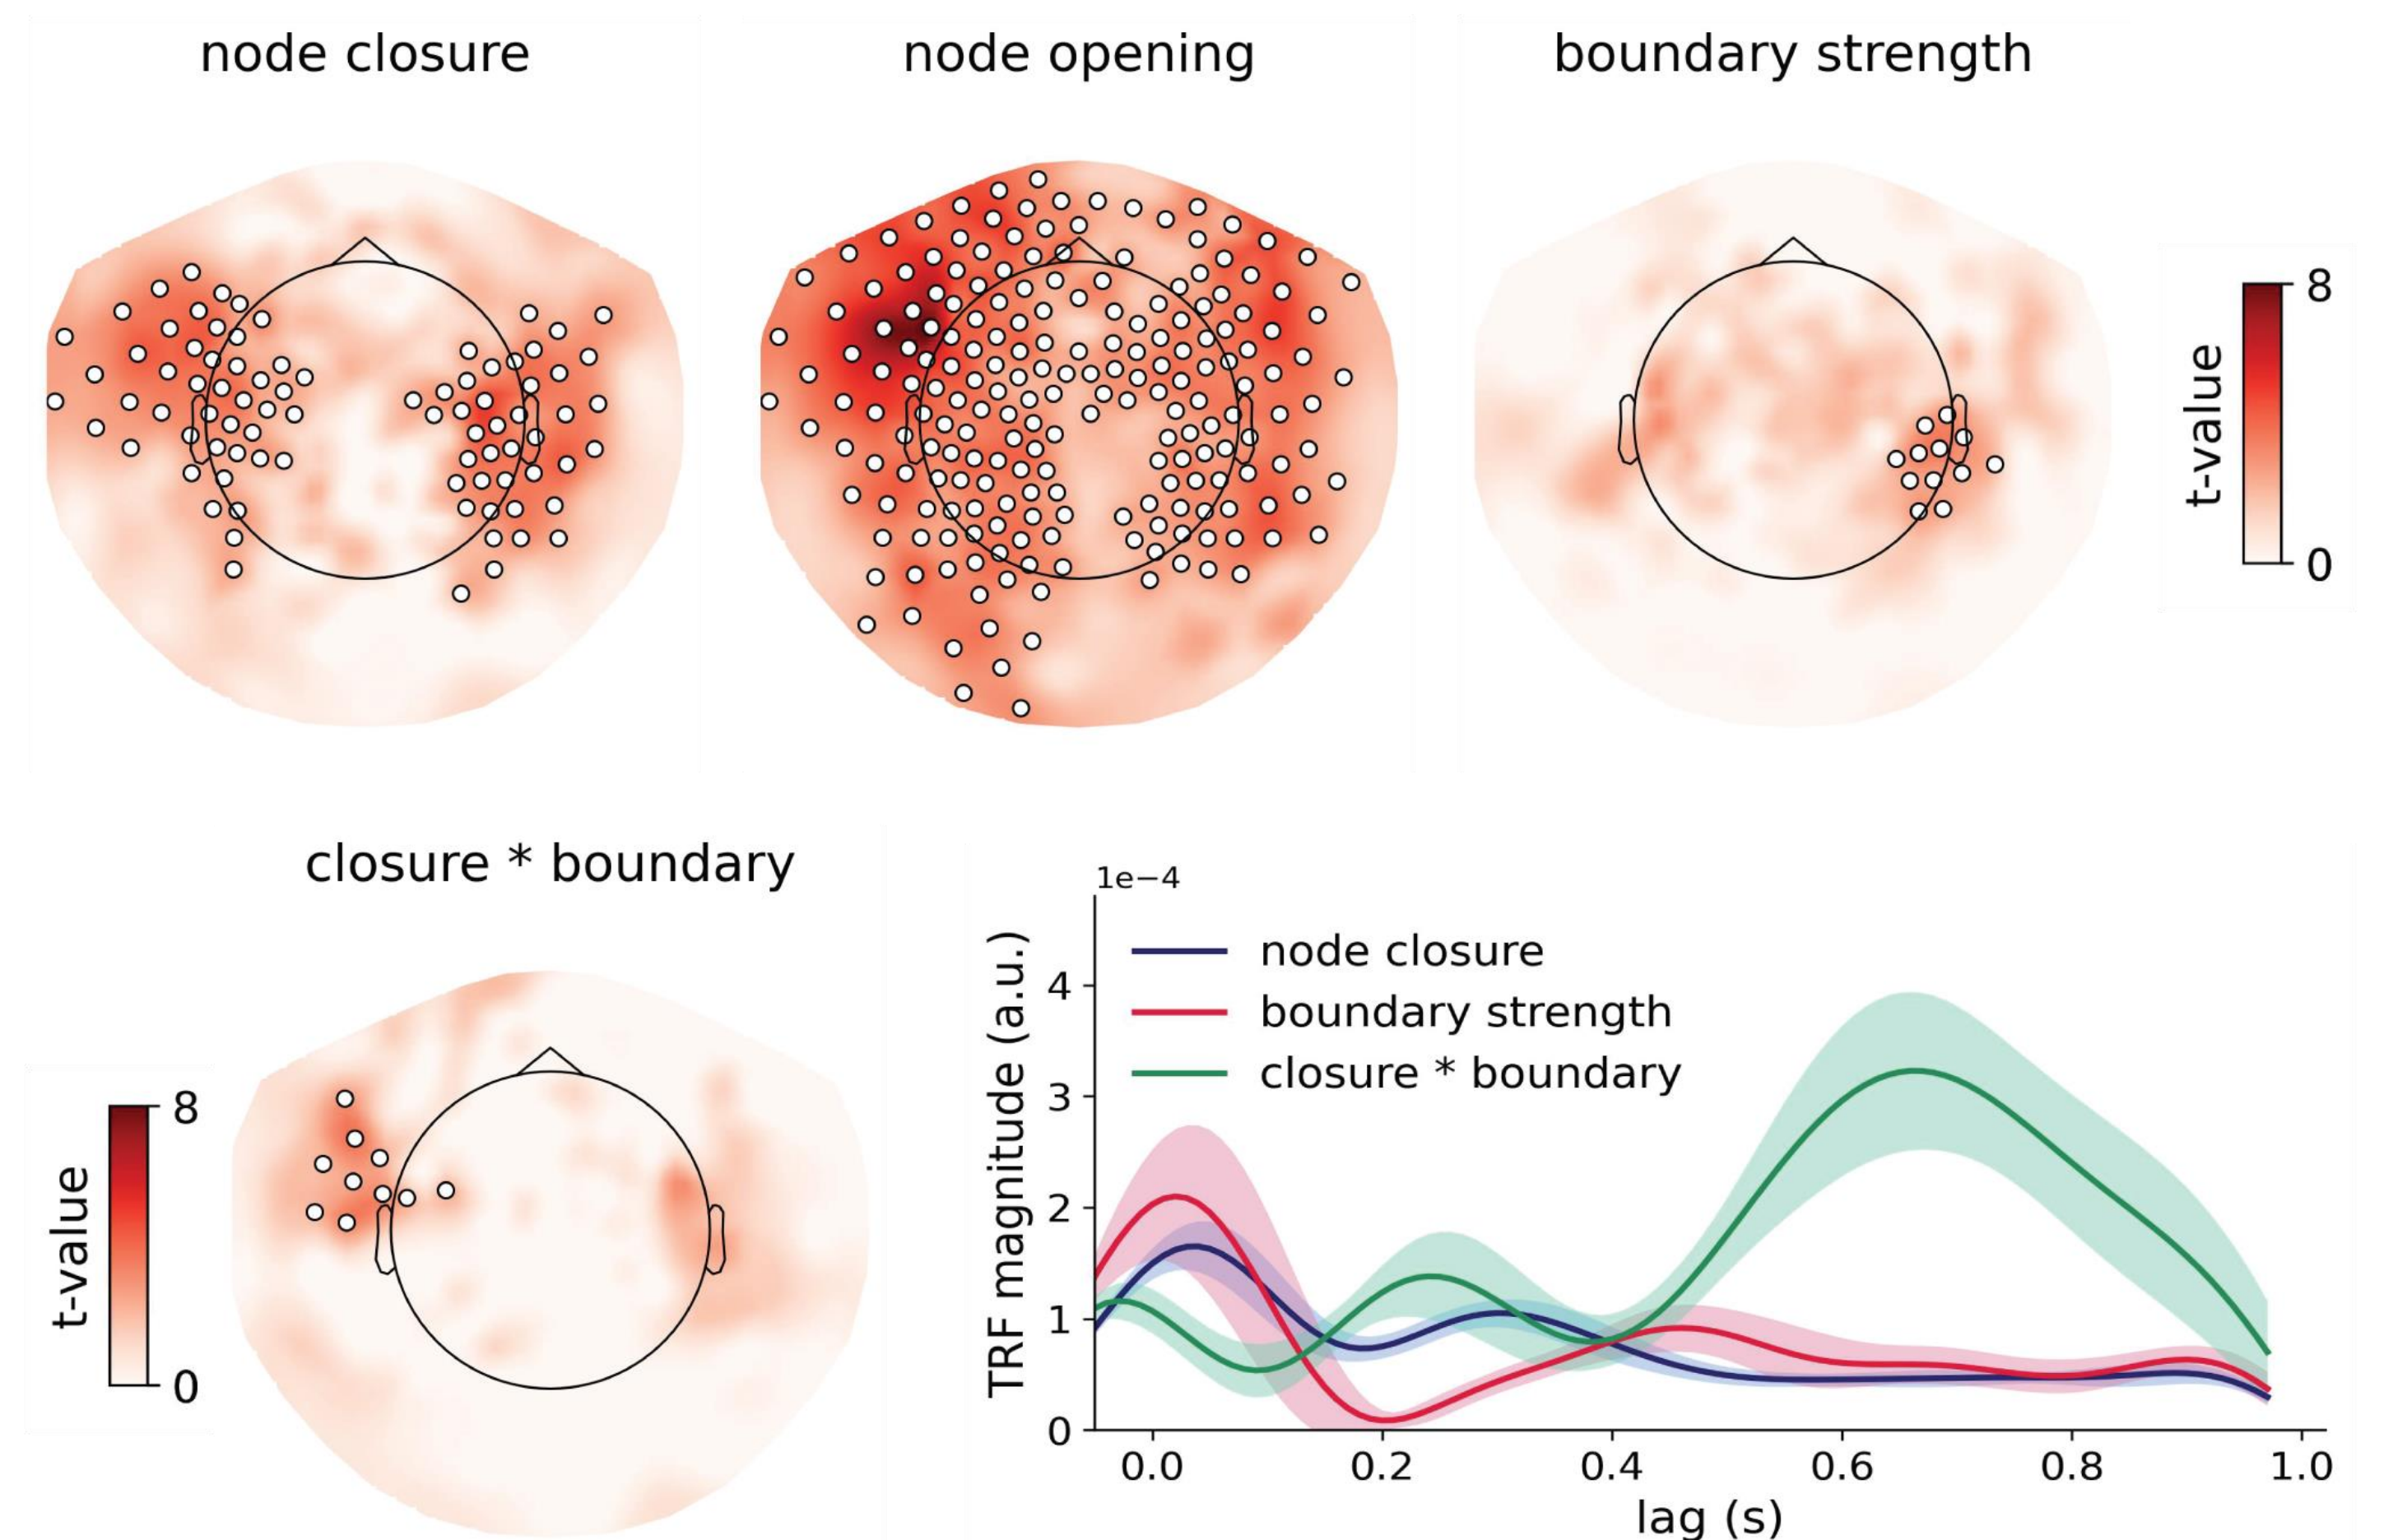 node closure
node opening
boundary strength
8
t-value
0
closure * boundary
8
t-value
0
1e−4
node closure
boundary strength
closure * boundary
4
3
2
1
0
TRF magnitude (a.u.)
0.0 0.2 0.4 0.6 0.8 1.0
lag (s)